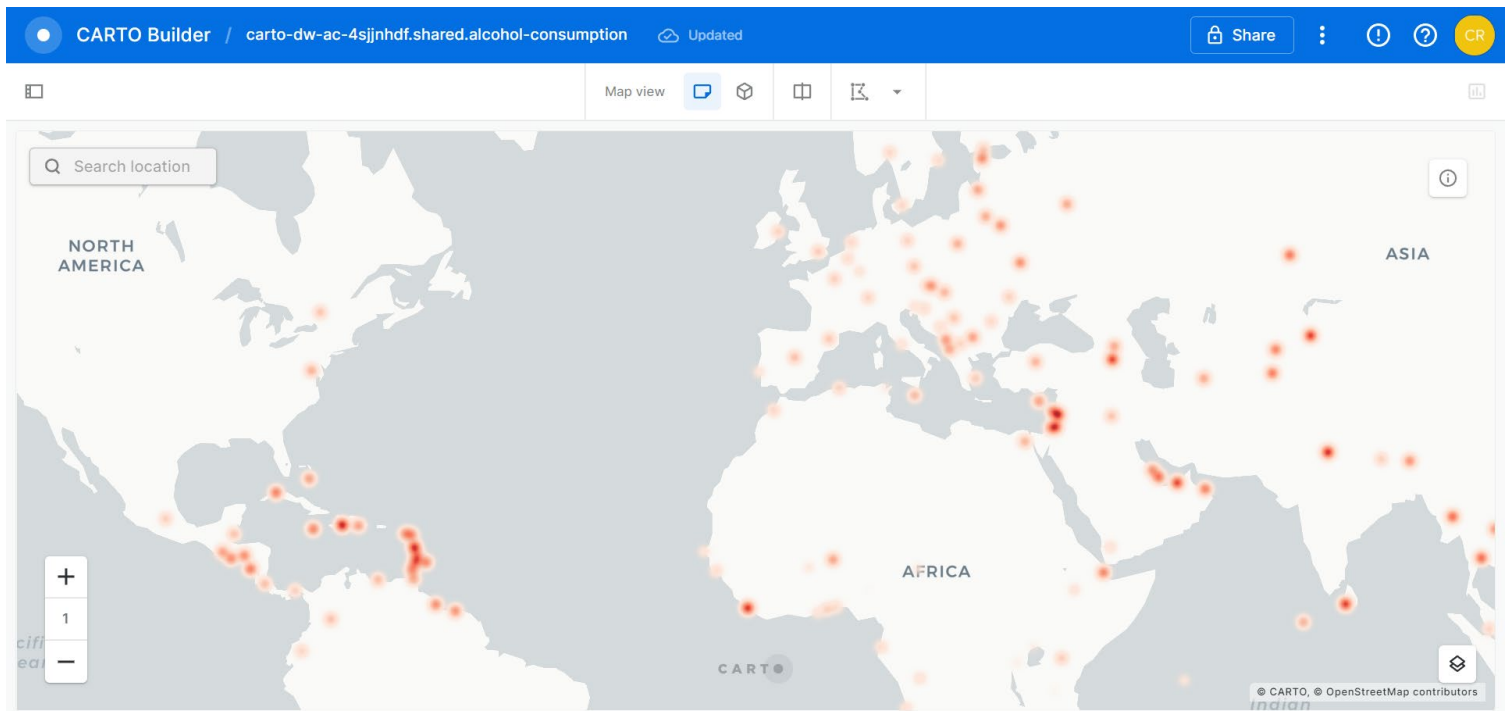 CARTO Builder / carto-dw-ac-4sjjnhdf.shared.alcohol-consumption Updated
Share
CR
Map view
Search location
NORTH
AMERICA
ASIA
AFRICA
1
CARTO
© CARTO, © OpenStreetMap contributors
Indian